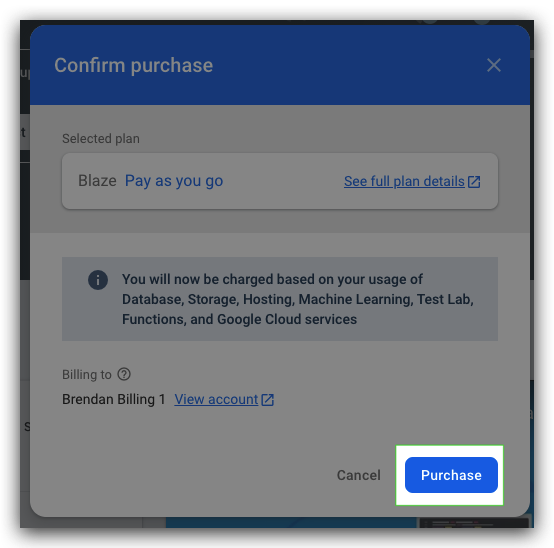 Confirm purchase
Selected plan
Blaze Pay as you go See full plan details
You will now be charged based on your usage of
Database, Storage, Hosting, Machine Learning, Test Lab,
Functions, and Google Cloud services
Billing to
Brendan Billing 1 View account
Cancel Purchase